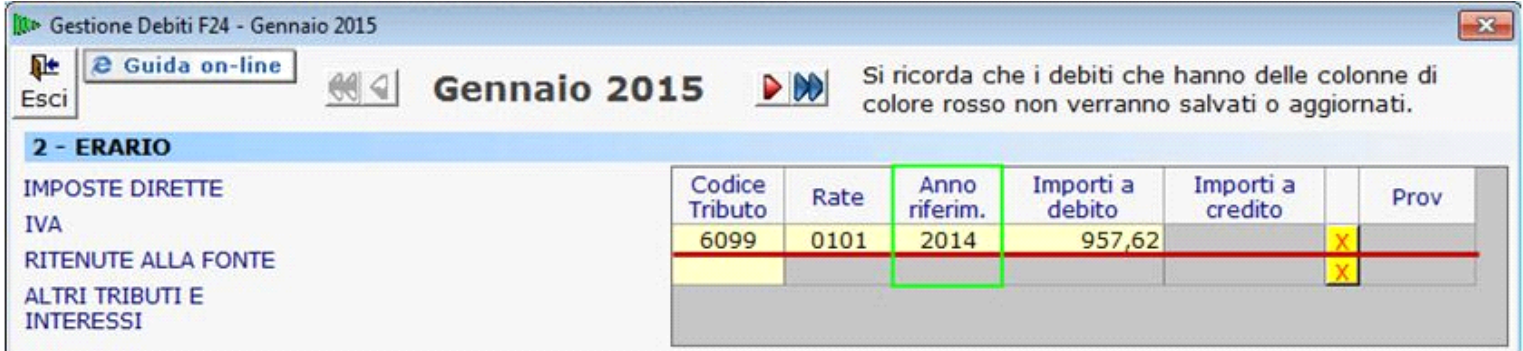 Gestione Debiti F24 - Gennaio 2015
x
Esci
Guida on-line
Gennaio 2015
Si ricorda che i debiti che hanno delle colonne di
colore rosso non verranno salvati o aggiornati.
2 - ERARIO
IMPOSTE DIRETTE
IVA
RITENUTE ALLA FONTE
ALTRI TRIBUTI E
INTERESSI
Codice Tributo Rate Anno riferim. Importi a debito Importi a credito Prov
6099 0101 2014 957,62 X
X